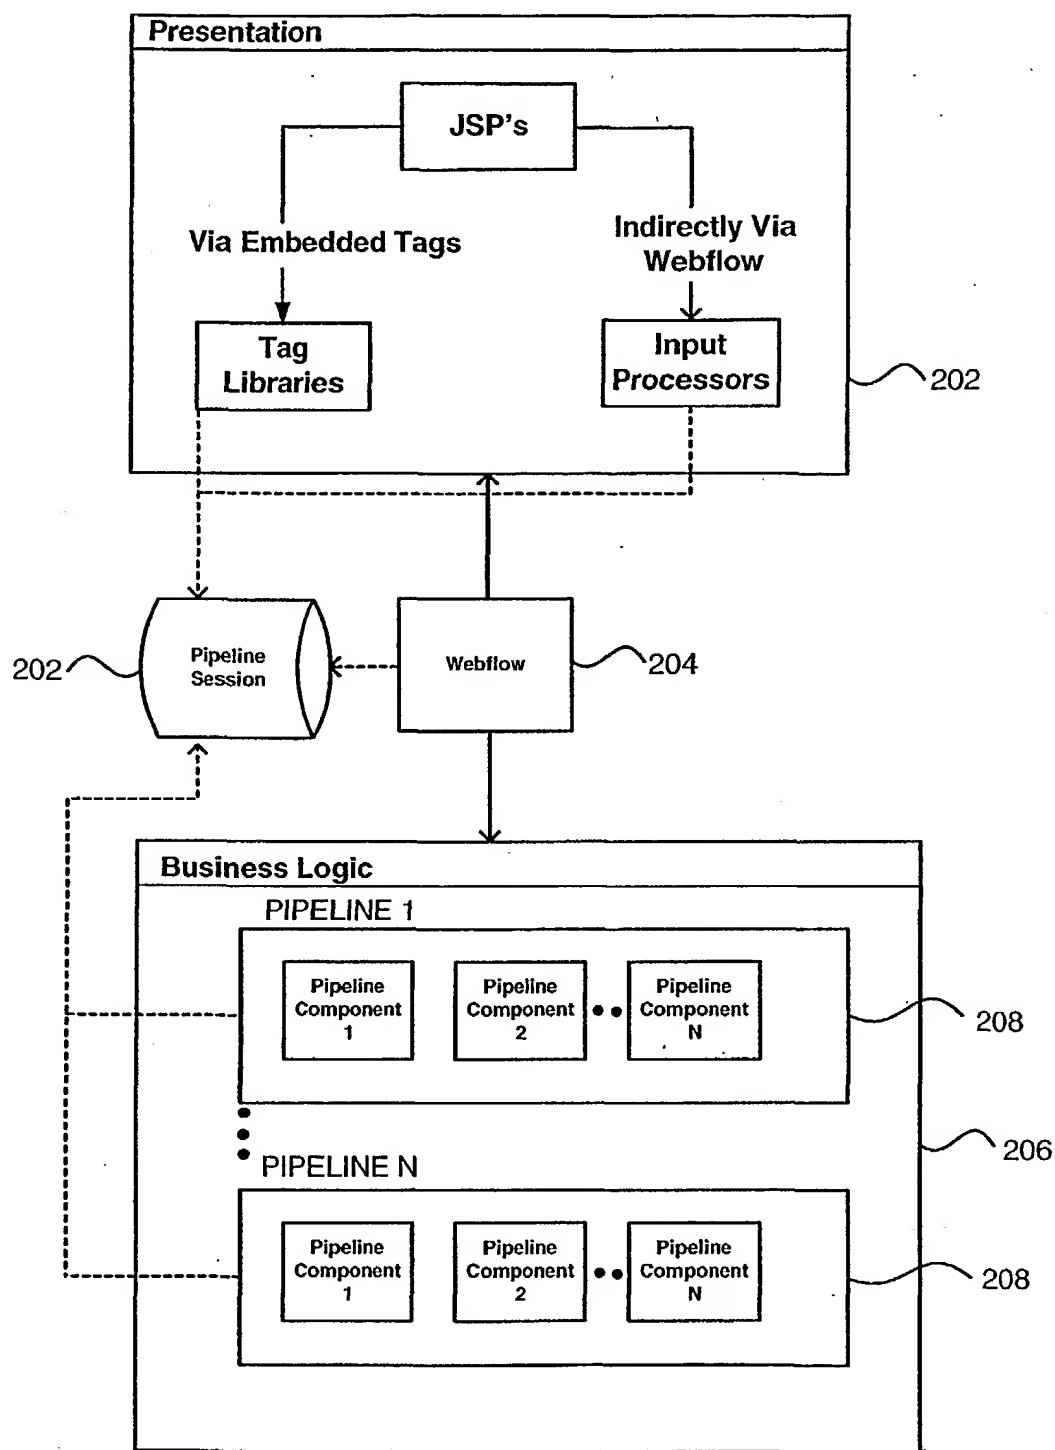 Presentation
JSP's
Via Embedded Tags
Indirectly Via
Webflow
Tag
Libraries
Input
Processors
202
Pipeline
Session
202
Webflow
204
Business Logic
PIPELINE 1
Pipeline
Component
1
Pipeline
Component
2
Pipeline
Component
N
208
206
PIPELINE N
Pipeline
Component
1
Pipeline
Component
2
Pipeline
Component
N
208